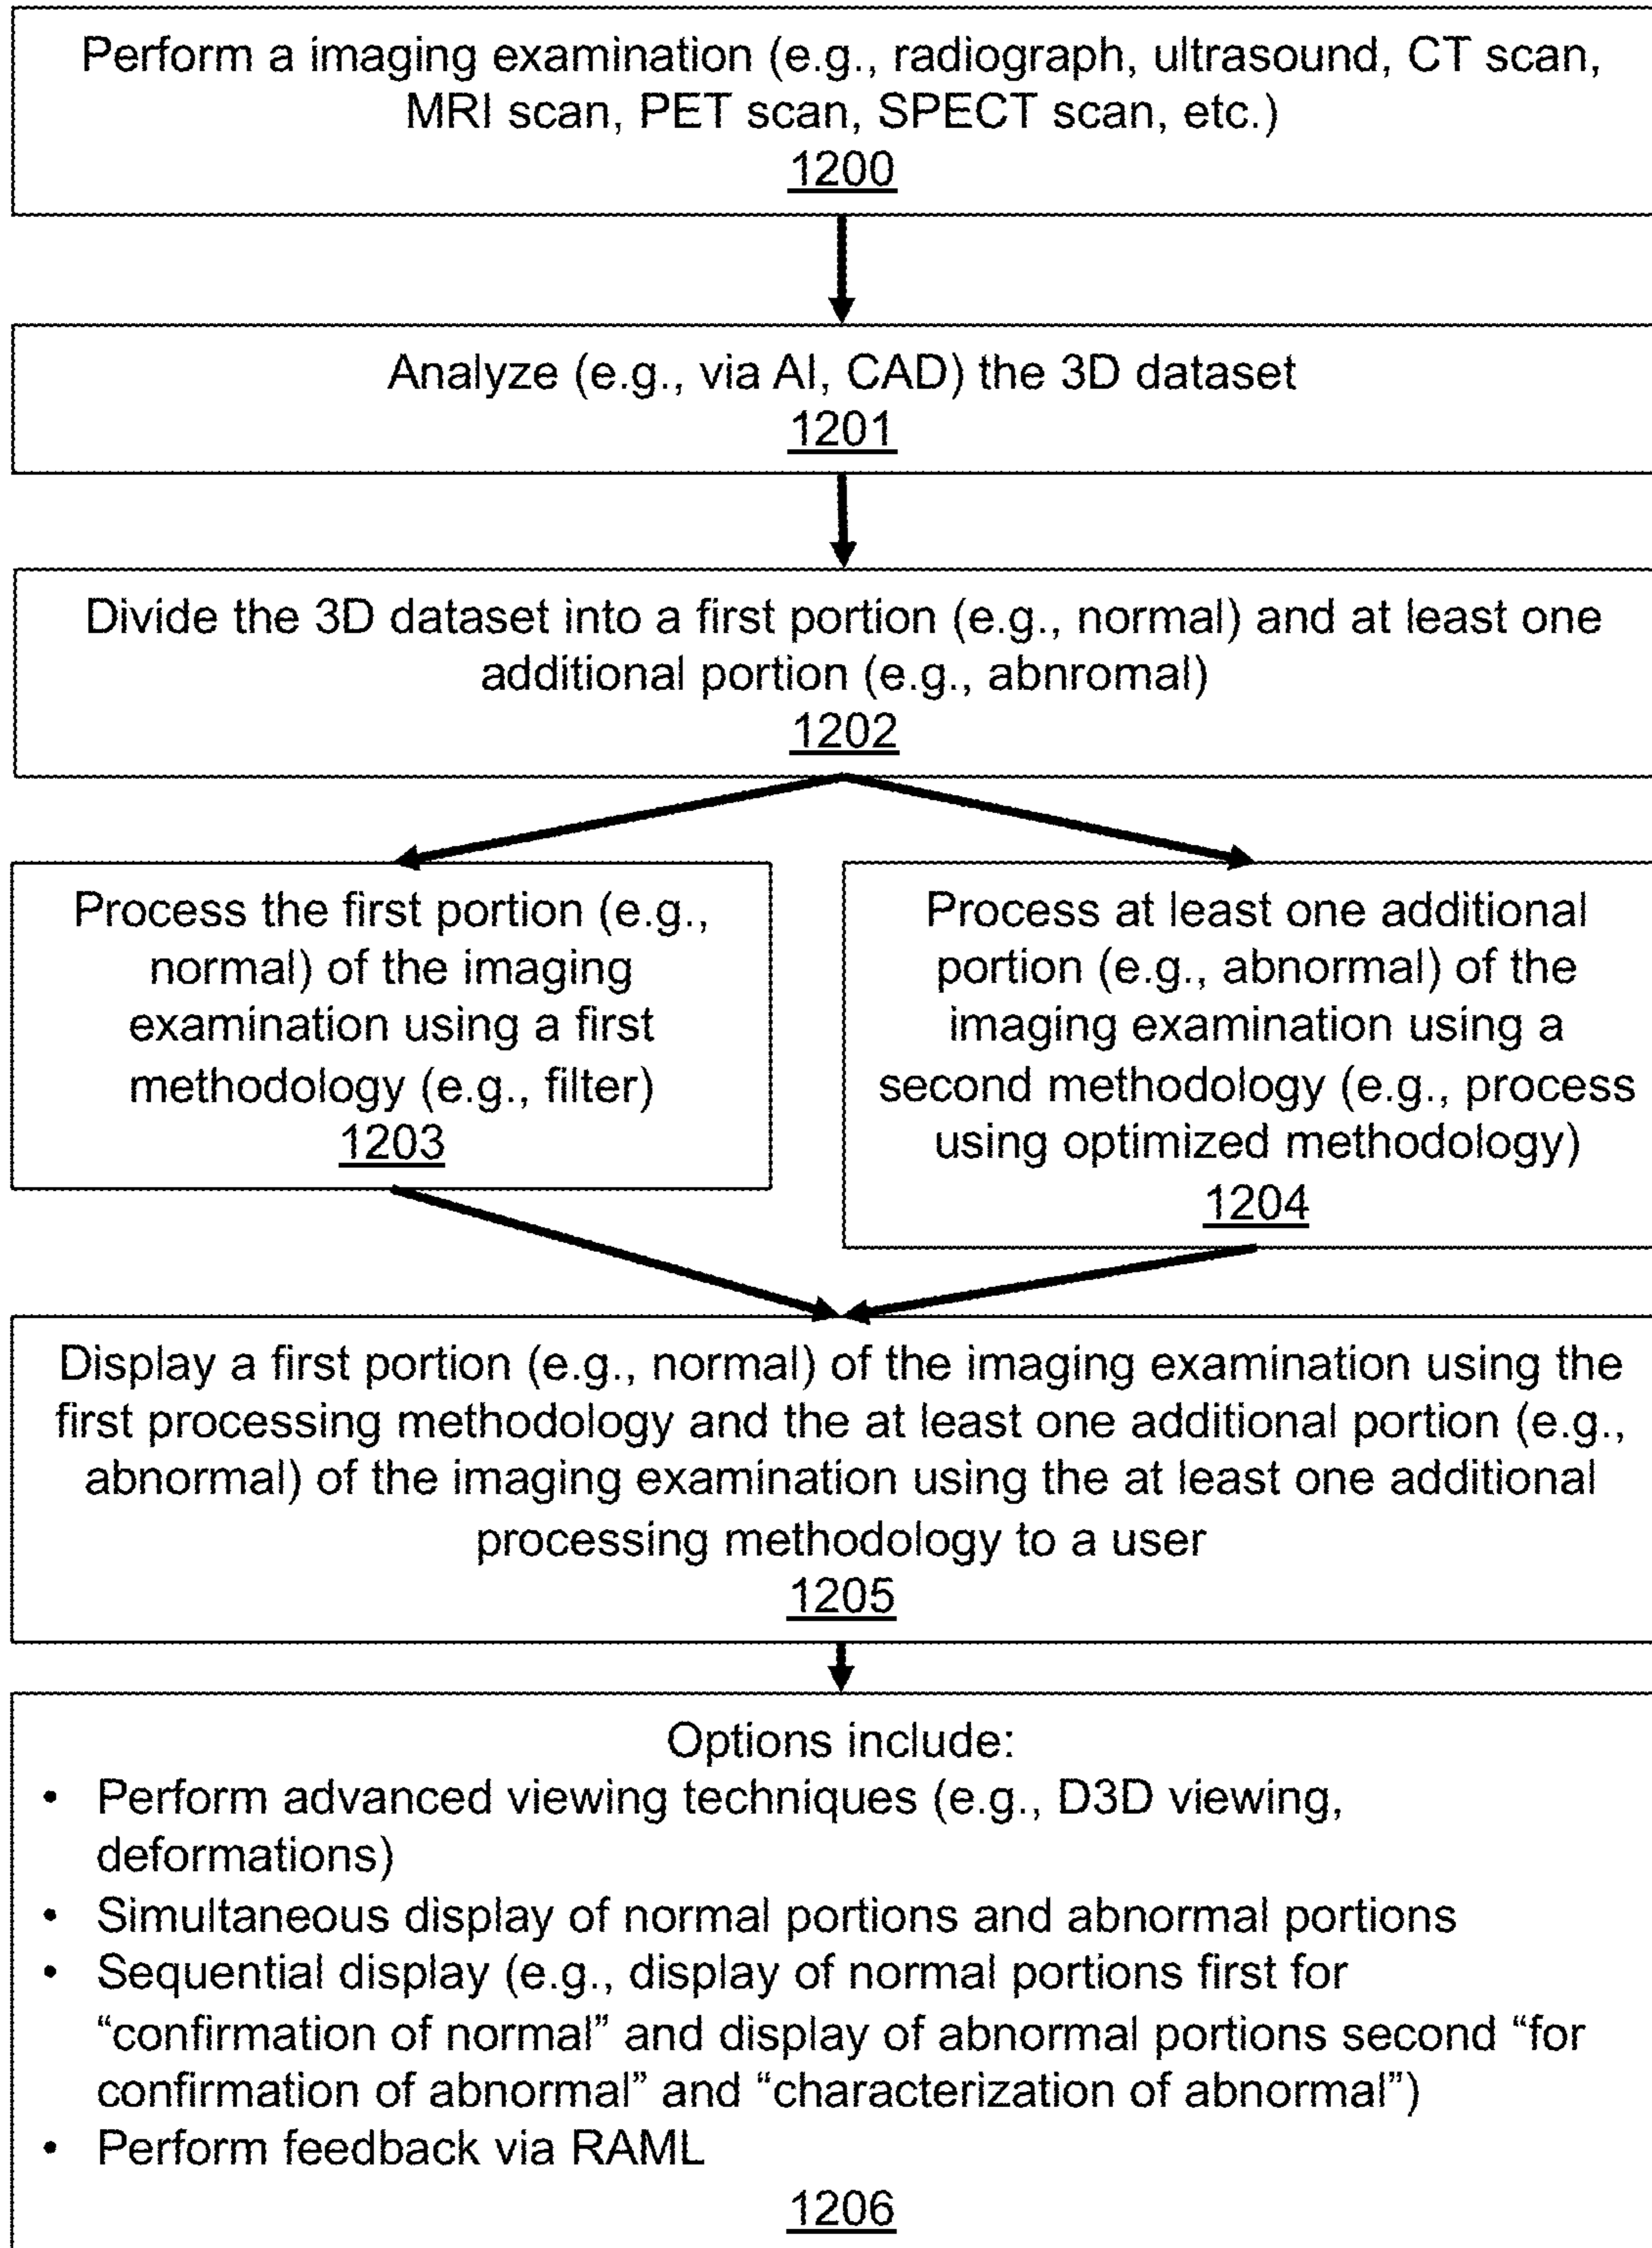 Perform a imaging examination (e.g., radiograph, ultrasound, CT scan,
MRI scan, PET scan, SPECT scan, etc.)
1200
Analyze (e.g., via AI, CAD) the 3D dataset
1201
Divide the 3D dataset into a first portion (e.g., normal) and at least one
additional portion (e.g., abnromal)
1202
Process the first portion (e.g.,
normal) of the imaging
examination using a first
methodology (e.g., filter)
1203
Process at least one additional
portion (e.g., abnormal) of the
imaging examination using a
second methodology (e.g., process
using optimized methodology)
1204
Display a first portion (e.g., normal) of the imaging examination using the
first processing methodology and the at least one additional portion (e.g.,
abnormal) of the imaging examination using the at least one additional
processing methodology to a user
1205
Options include:
• Perform advanced viewing techniques (e.g., D3D viewing,
deformations)
• Simultaneous display of normal portions and abnormal portions
• Sequential display (e.g., display of normal portions first for
“confirmation of normal” and display of abnormal portions second “for
confirmation of abnormal” and “characterization of abnormal”)
• Perform feedback via RAML
1206